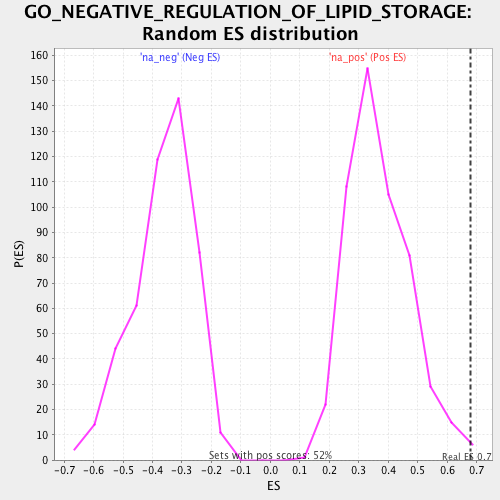 GO_NEGATIVE_REGULATION_OF_LIPID_STORAGE:
Random ES distribution
'na_neg' (Neg ES) 'na_pos' (Pos ES)
160
150
140
130
120
110
100
90
80
70
60
50
40
30
20
10
0
P(ES)
Sets with pos scores: 52%
Real ES 0.7
-0.7 -0.6 -0.5 -0.4 -0.3 -0.2 -0.1 0.0 0.1 0.2 0.3 0.4 0.5 0.6 0.7
ES